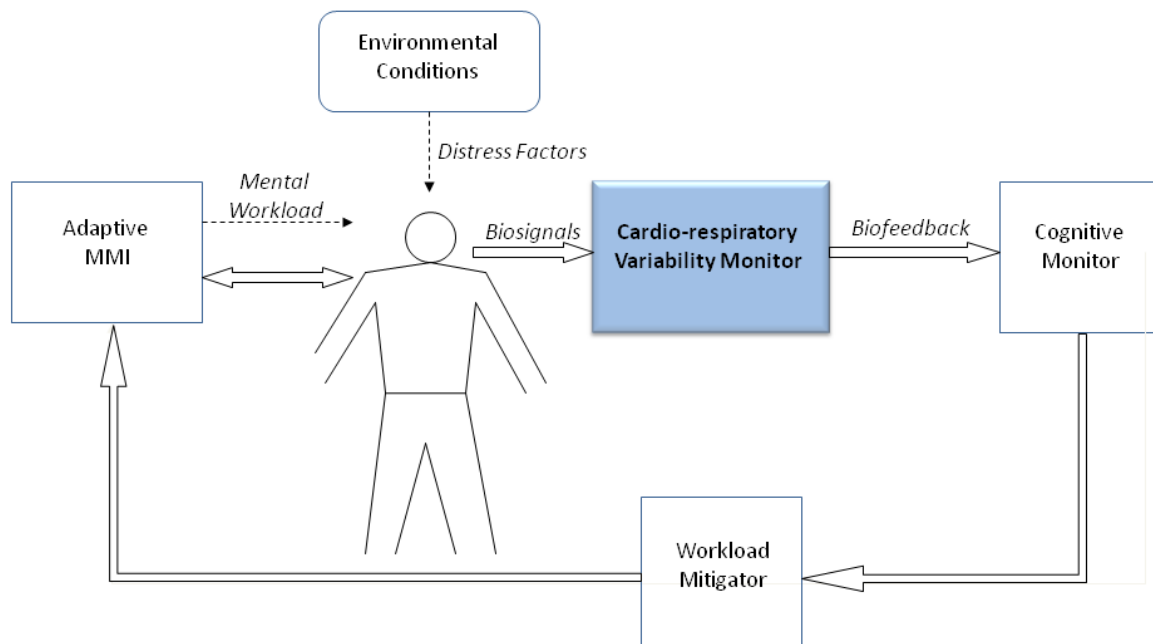 Environmental
Conditions
Distress Factors
Mental
Workload
Adaptive
MMI
Biosignals
Cardio-respiratory
Variability Monitor
Biofeedback
Cognitive
Monitor
Workload
Mitigator